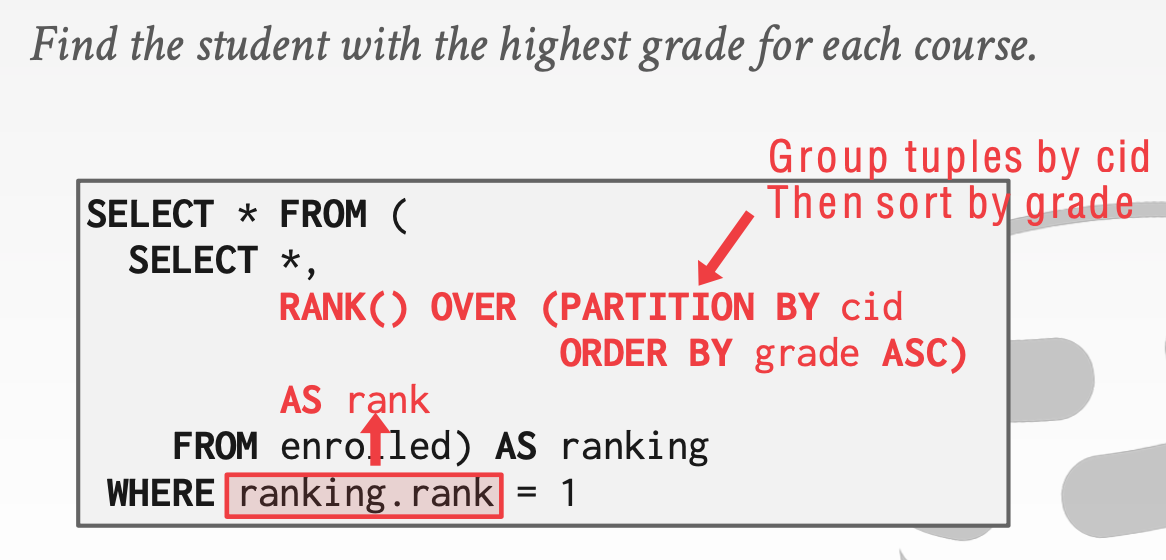 Find the student with the highest grade for each course.
Group tuples by cid
Then sort by grade
SELECT * FROM (
SELECT *,
RANK() OVER (PARTITION BY cid
ORDER BY grade ASC)
AS rank
FROM enrolled) AS ranking
WHERE ranking.rank = 1